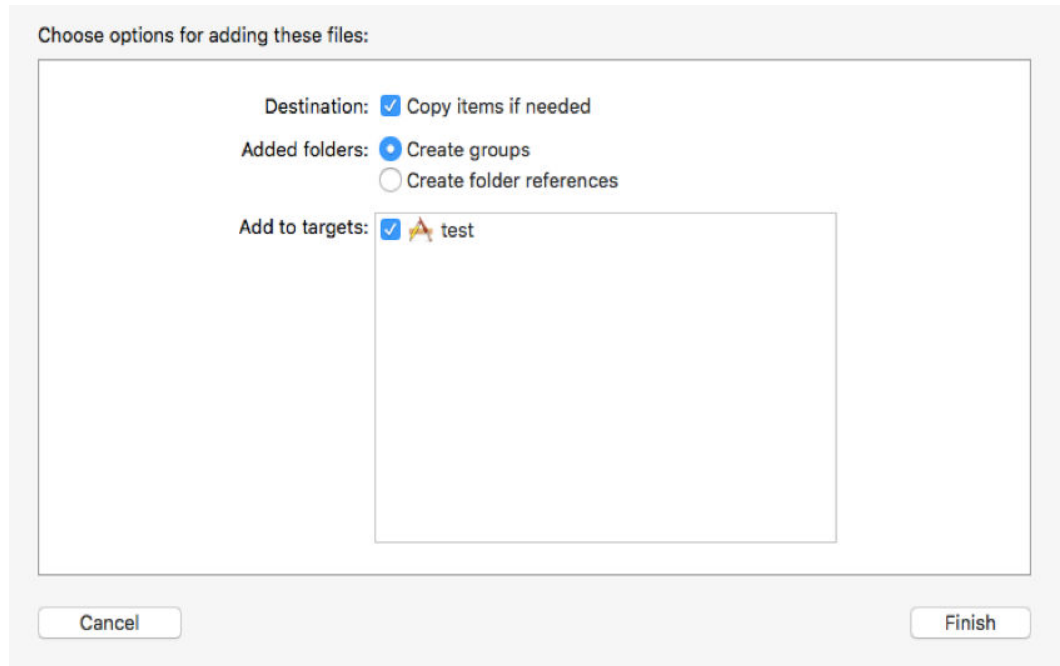 Choose options for adding these files:
Destination: Copy items if needed
Added folders: Create groups
Create folder references
Add to targets: test
Cancel Finish